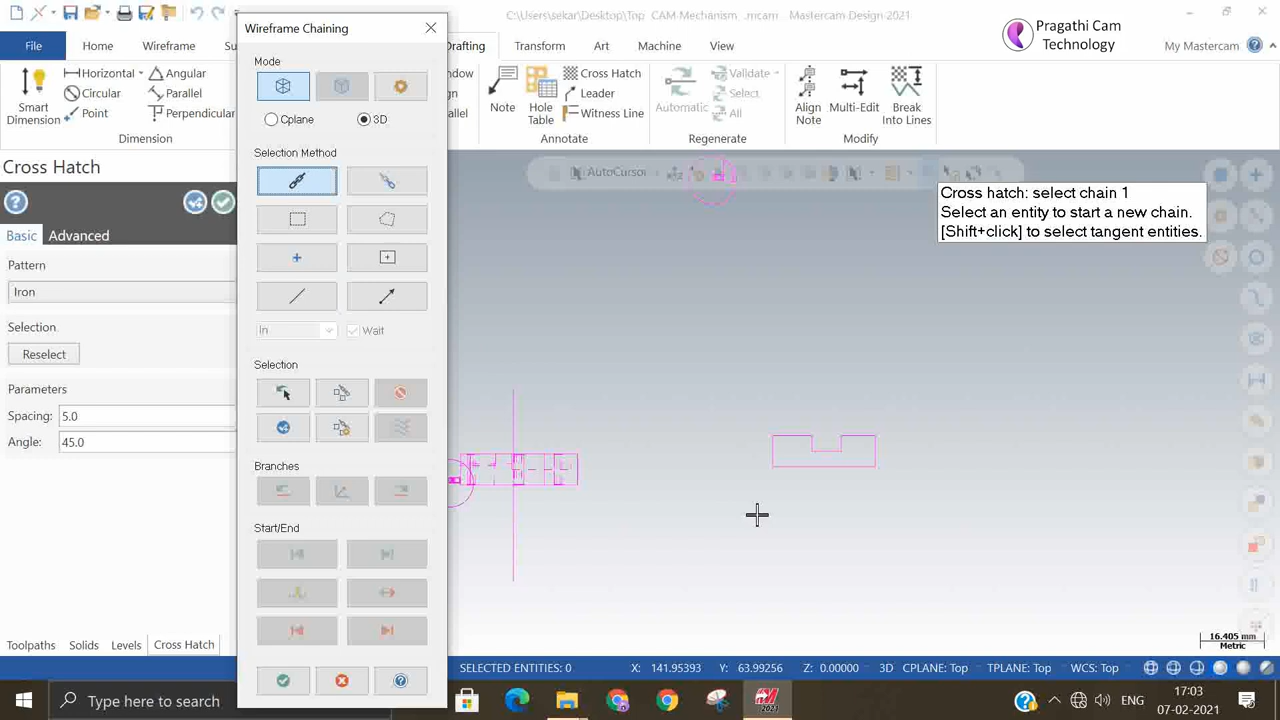 C:\Users\sekar\Desktop\Top CAM-Mechanism .mcam - Mastercam Design 2021
Wireframe Chaining
Pragathi Cam
Technology
File
Home
Wireframe
Su
Drafting
Transform
Art
Machine
View
My Mastercam
Smart
Dimension
Horizontal
Circular
Point
Angular
Parallel
Perpendicular
Dimension
ndow
gn
rallel
Note
Hole
Table
Cross Hatch
Leader
Witness Line
Annotate
Automatic
Validate
Select
All
Regenerate
Align
Note
Multi-Edit
Break
Into Lines
Modify
Cross Hatch
Basic
Advanced
Pattern
Iron
Selection
Reselect
Parameters
Spacing:
5.0
Angle:
45.0
Mode
Cplane
3D
Selection Method
In
Wait
Selection
Branches
Start/End
AutoCursor
Cross hatch: select chain 1
Select an entity to start a new chain.
[Shift+click] to select tangent entities.
16.405 mm
Metric
Toolpaths
Solids
Levels
Cross Hatch
SELECTED ENTITIES: 0
X: 141.95393
Y: 63.99256
Z: 0.00000
3D
CPLANE: Top
TPLANE: Top
WCS: Top
Type here to search
2021
ENG
17:03
07-02-2021